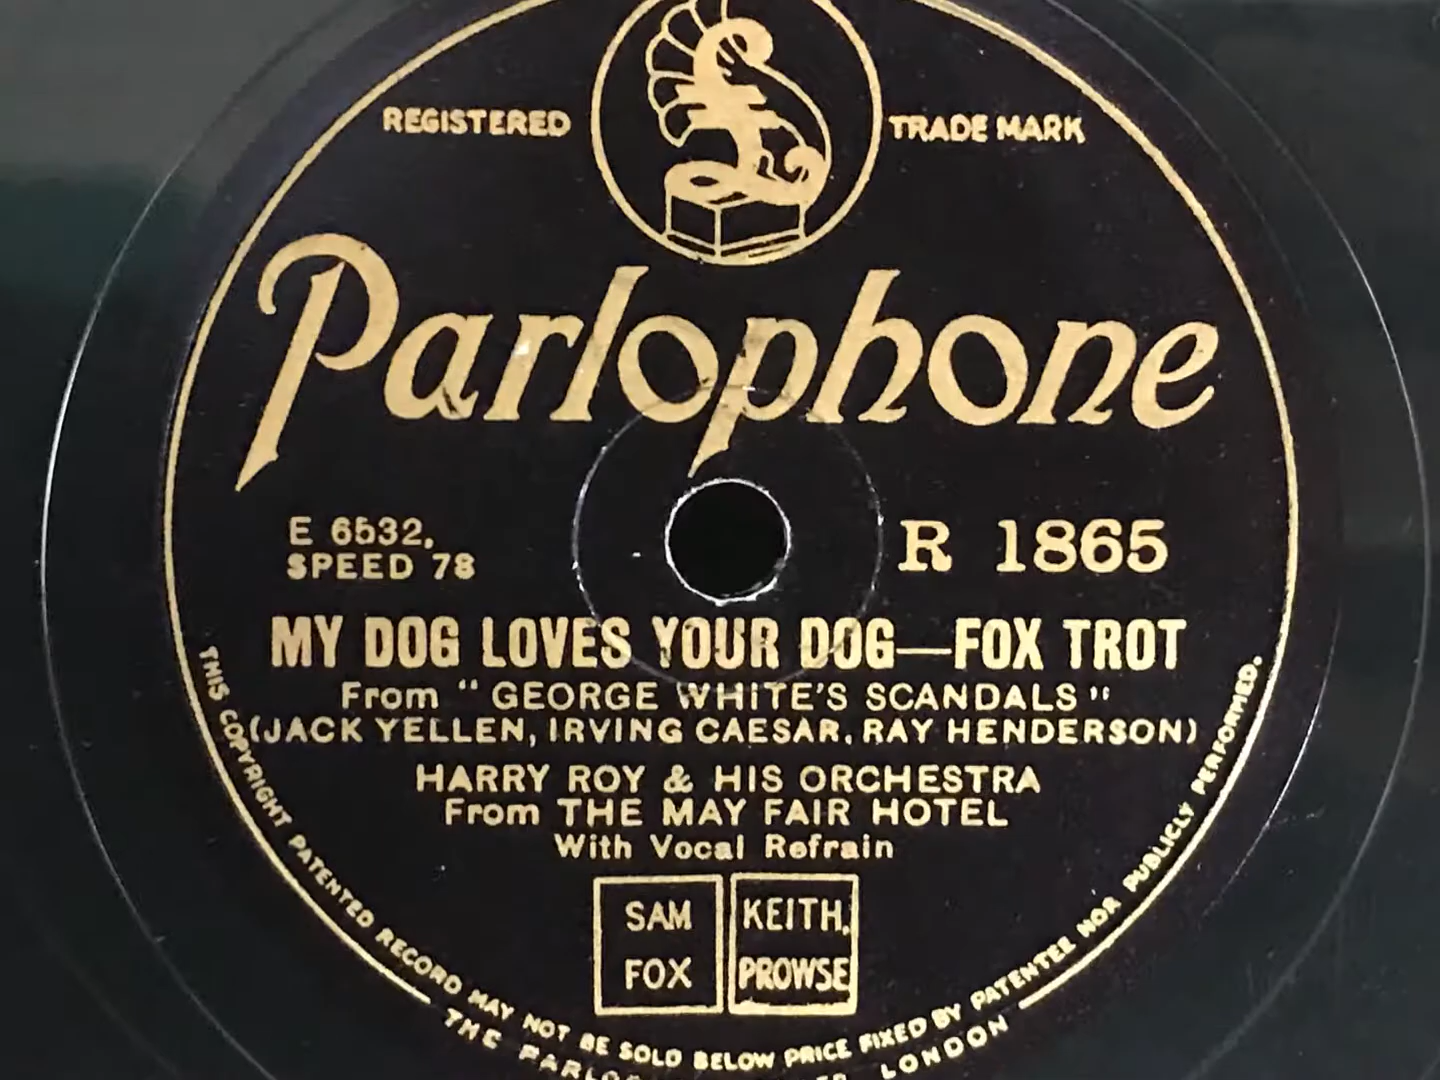 REGISTERED TRADE MARK
Parlophone
E 6532.
SPEED 78
R 1865
MY DOG LOVES YOUR DOG—FOX TROT
From “GEORGE WHITE'S SCANDALS”
(JACK YELLEN, IRVING CAESAR, RAY HENDERSON)
HARRY ROY & HIS ORCHESTRA
From THE MAY FAIR HOTEL
With Vocal Refrain
SAM
FOX
KEITH,
PROWSE
THIS COPYRIGHT PATENTED RECORD MAY NOT BE SOLD BELOW PRICE FIXED BY PATENTEE NOR PUBLICLY PERFORMED.
THE LONDON